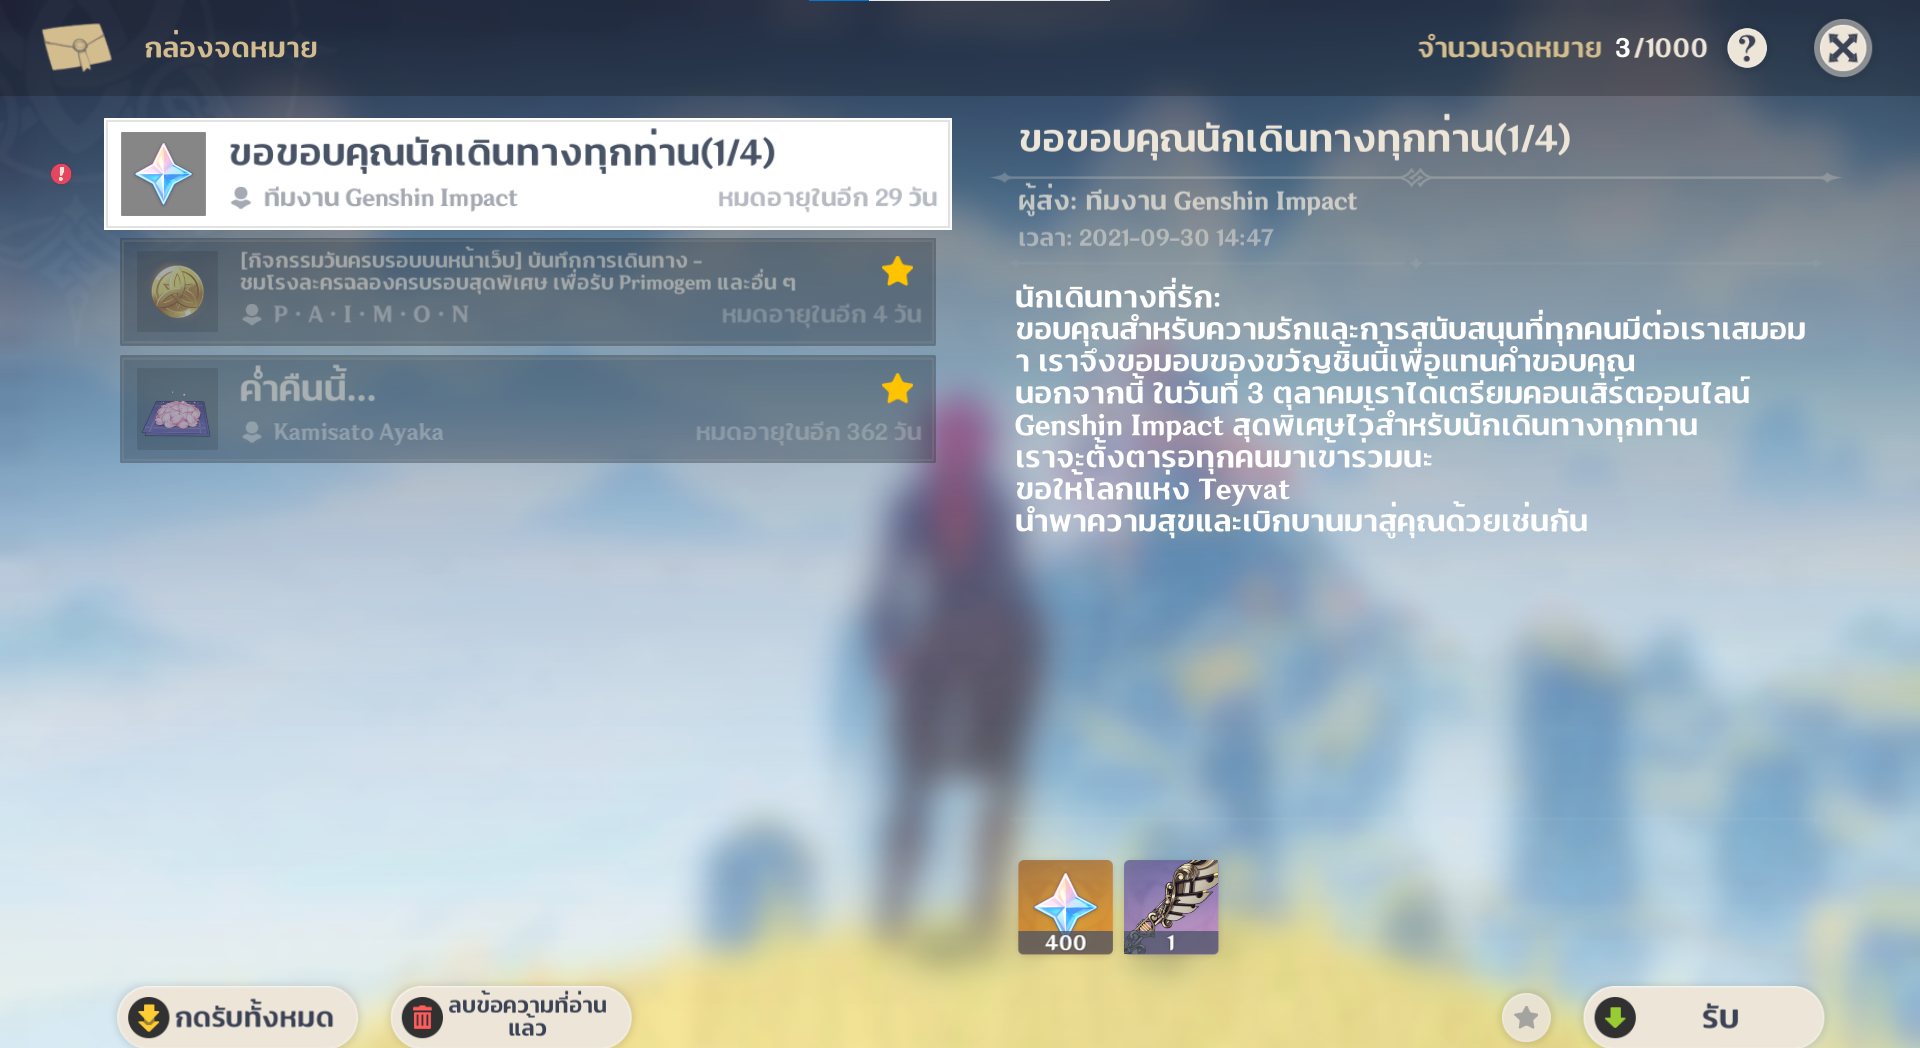 กล่องจดหมาย
จำนวนจดหมาย 3/1000
ขอขอบคุณนักเดินทางทุกท่าน(1/4)
ทีมงาน Genshin Impact
หมดอายุในอีก 29 วัน
[กิจกรรมวันครบรอบบนหน้าเว็บ] บันทึกการเดินทาง -
ชมโรงละครฉลองครบรอบสุดพิเศษ เพื่อรับ Primogem และอื่น ๆ
P · A · I · M · O · N
หมดอายุในอีก 4 วัน
ค่ำคืนนี้...
Kamisato Ayaka
หมดอายุในอีก 362 วัน
ขอขอบคุณนักเดินทางทุกท่าน(1/4)
ผู้ส่ง: ทีมงาน Genshin Impact
เวลา: 2021-09-30 14:47
นักเดินทางที่รัก:
ขอบคุณสำหรับความรักและการสนับสนุนที่ทุกคนมีต่อเราเสมอม
า เราจึงขอมอบของขวัญชิ้นนี้เพื่อแทนคำขอบคุณ
นอกจากนี้ ในวันที่ 3 ตุลาคมเราได้เตรียมคอนเสิร์ตออนไลน์
Genshin Impact สุดพิเศษไว้สำหรับนักเดินทางทุกท่าน
เราจะตั้งตารอทุกคนมาเข้าร่วมนะ
ขอให้โลกแห่ง Teyvat
นำพาความสุขและเบิกบานมาสู่คุณด้วยเช่นกัน
400
1
กดรับทั้งหมด
ลบข้อความที่อ่าน
แล้ว
รับ